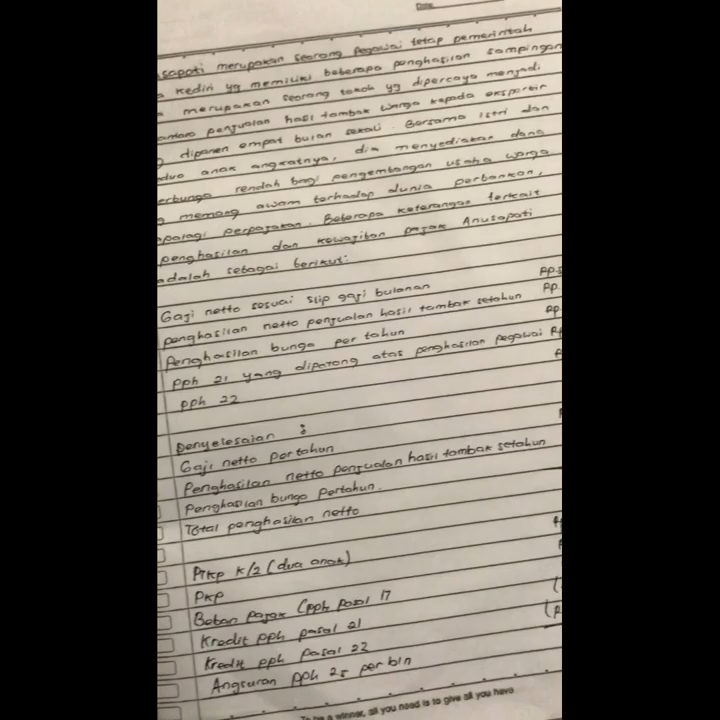 Date:
sapati merupakan seorang pegawai tetap pemerintah
kediri yg memiliki beberapa penghasilan sampingan
merupakan seorang tokoh yg dipercaya menjadi
antara penjualan hasil tambak warga kepada eksportir
dipanen empat bulan sekali. Bersama istri dan
dua anak angkatnya, dia menyediakan dana
erbunga rendah bagi pengembangan usaha warga
g memang awam terhadap dunia perbankan,
palagi perpajakan. Beberapa keterangan terkait
penghasilan dan kewajiban pajak Anusapati
adalah sebagai berikut:
Gaji netto sesuai slip gaji bulanan Rp.
penghasilan netto penjualan hasil tambak setahun Rp.
Penghasilan bunga per tahun Rp
pph 21 yang dipotong atas penghasilan pegawai
pph 22
Penyelesaian :
Gaji netto pertahun
Penghasilan netto penjualan hasil tambak setahun
penghasilan bunga pertahun.
Total penghasilan netto
PTKP K/2 (dua anak)
PKP
Beban pajak (pph pasal 17
Kredit pph pasal 21 (
Kredit pph pasal 22 (
Angsuran pph 25 per bln
To be a winner, all you need is to give all you have